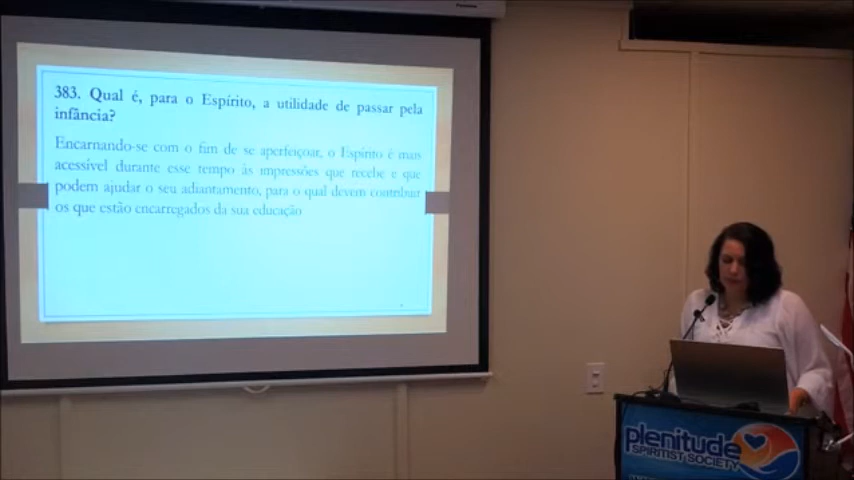 383. Qual é, para o Espírito, a utilidade de passar pela
infância?
Encarnando-se com o fim de se aperfeiçoar, o Espírito é mais
acessível durante esse tempo às impressões que recebe e que
podem ajudar o seu adiantamento, para o qual devem contribuir
os que estão encarregados da sua educação
plenitude
SPIRITIST SOCIETY